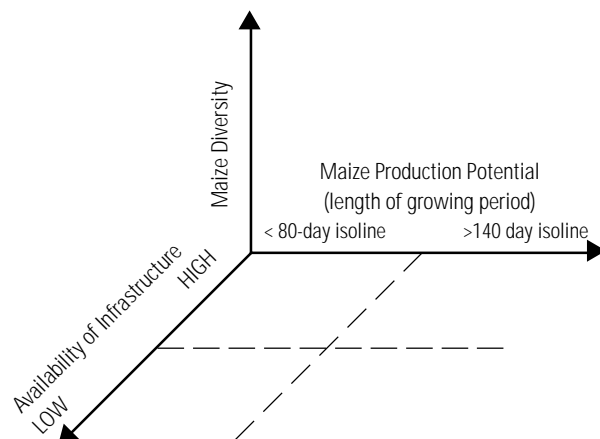 Maize Diversity
Maize Production Potential
(length of growing period)
< 80-day isoline
>140 day isoline
Availability of Infrastructure
HIGH
LOW